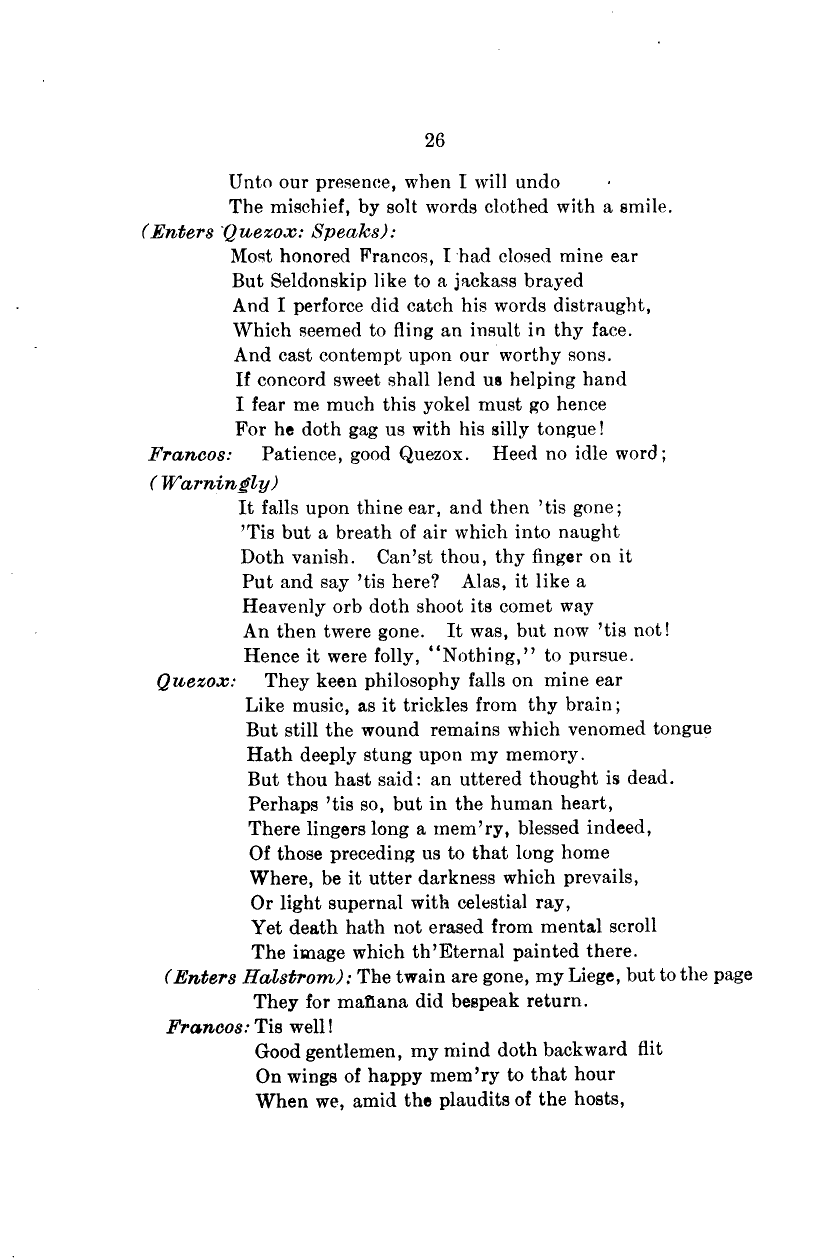 26
Unto our presence, when I will undo
The mischief, by solt words clothed with a smile.
(Enters Quezox: Speaks):
Most honored Francos, I had closed mine ear
But Seldonskip like to a jackass brayed
And I perforce did catch his words distraught,
Which seemed to fling an insult in thy face.
And cast contempt upon our worthy sons.
If concord sweet shall lend us helping hand
I fear me much this yokel must go hence
For he doth gag us with his silly tongue!
Francos: Patience, good Quezox. Heed no idle word;
(Warningly)
It falls upon thine ear, and then 'tis gone;
'Tis but a breath of air which into naught
Doth vanish. Can'st thou, thy finger on it
Put and say 'tis here? Alas, it like a
Heavenly orb doth shoot its comet way
An then twere gone. It was, but now 'tis not!
Hence it were folly, “Nothing,” to pursue.
Quezox: They keen philosophy falls on mine ear
Like music, as it trickles from thy brain;
But still the wound remains which venomed tongue
Hath deeply stung upon my memory.
But thou hast said: an uttered thought is dead.
Perhaps 'tis so, but in the human heart,
There lingers long a mem'ry, blessed indeed,
Of those preceding us to that long home
Where, be it utter darkness which prevails,
Or light supernal with celestial ray,
Yet death hath not erased from mental scroll
The image which th'Eternal painted there.
(Enters Halstrom): The twain are gone, my Liege, but to the page
They for mañana did bespeak return.
Francos: Tis well!
Good gentlemen, my mind doth backward flit
On wings of happy mem'ry to that hour
When we, amid the plaudits of the hosts,